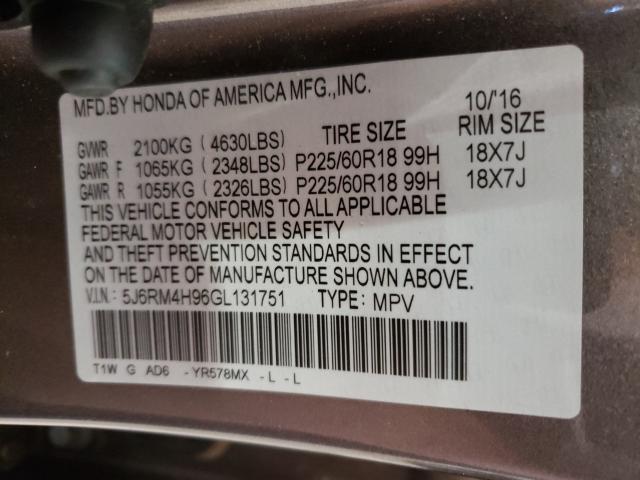 MFD.BY HONDA OF AMERICA MFG.,INC. 10/'16
GVWR 2100KG (4630LBS) TIRE SIZE RIM SIZE
GAWR F 1065KG (2348LBS) P225/60R18 99H 18X7J
GAWR R 1055KG (2326LBS) P225/60R18 99H 18X7J
THIS VEHICLE CONFORMS TO ALL APPLICABLE
FEDERAL MOTOR VEHICLE SAFETY
AND THEFT PREVENTION STANDARDS IN EFFECT
ON THE DATE OF MANUFACTURE SHOWN ABOVE.
V.I.N.: 5J6RM4H96GL131751 TYPE: MPV
T1W G AD6 -YR578MX -L -L